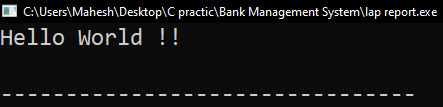 C:\Users\Mahesh\Desktop\C practic\Bank Management System\lap report.exe
Hello World !!
--------------------------------